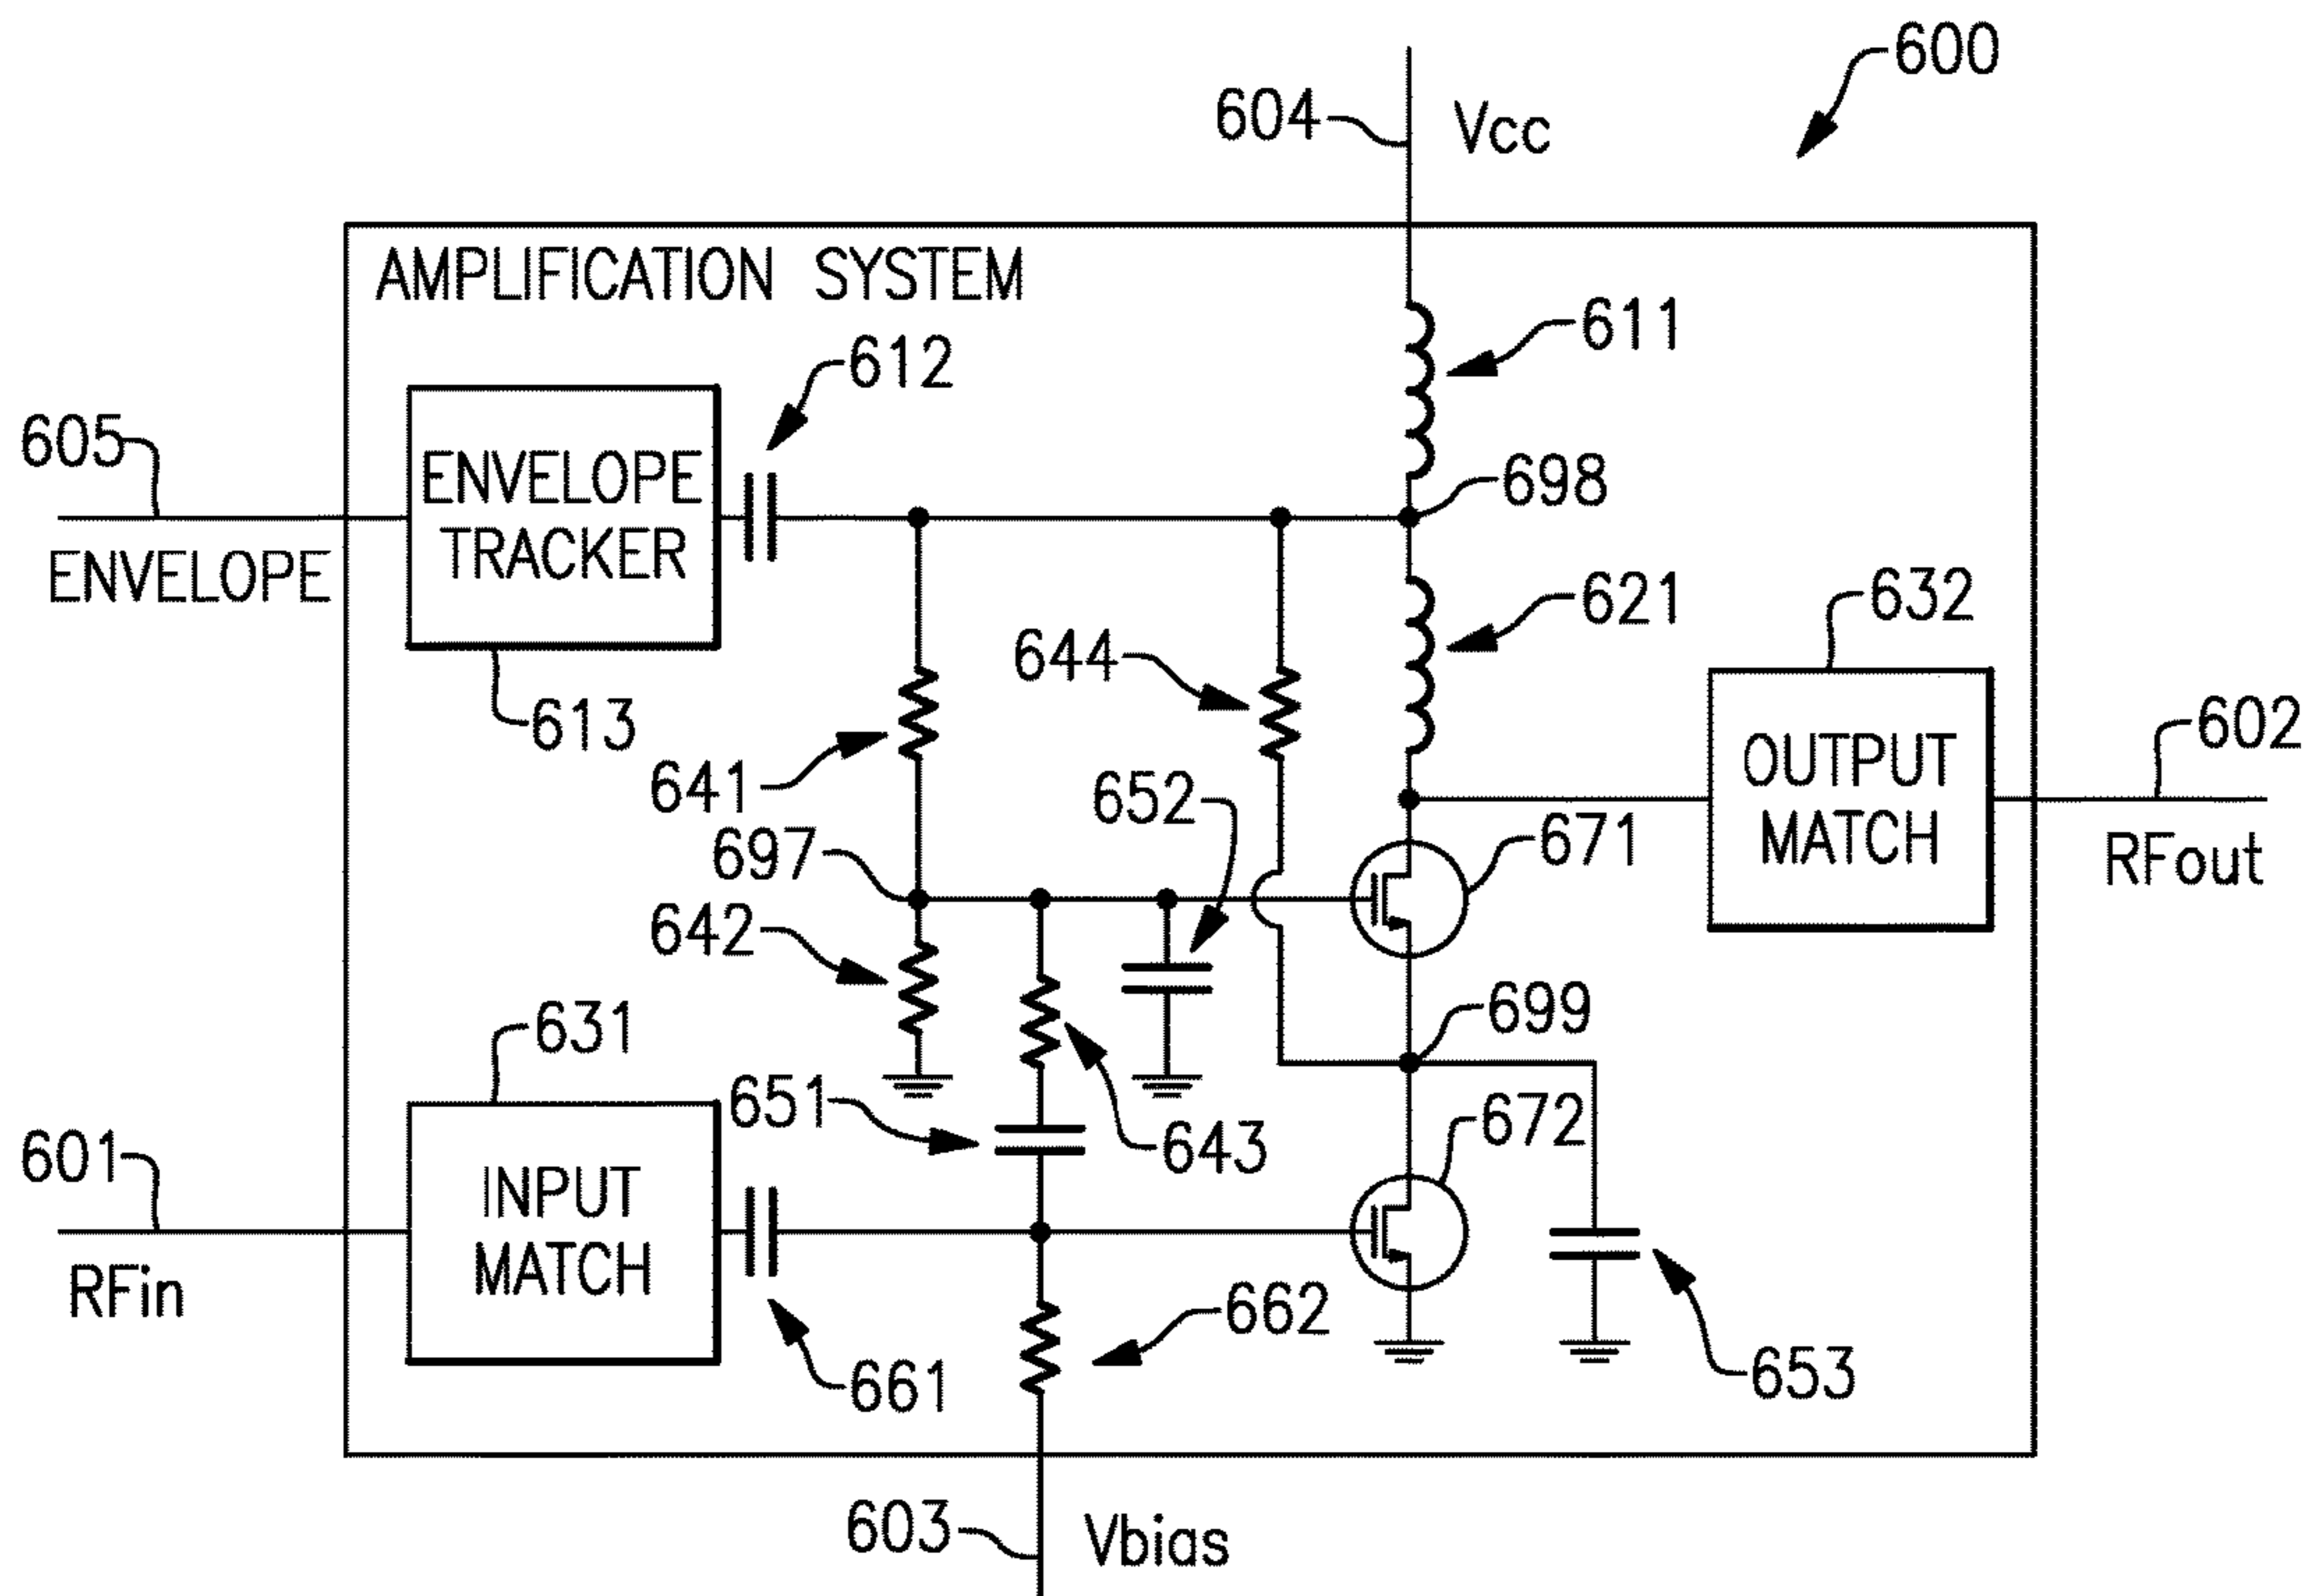 600
604
Vcc
AMPLIFICATION SYSTEM
611
612
605
ENVELOPE
TRACKER
698
ENVELOPE
621
632
644
613
602
641
652
OUTPUT
MATCH
697
671
RFout
642
699
631
651
643
672
601
INPUT
MATCH
RFin
662
661
653
603
Vbias